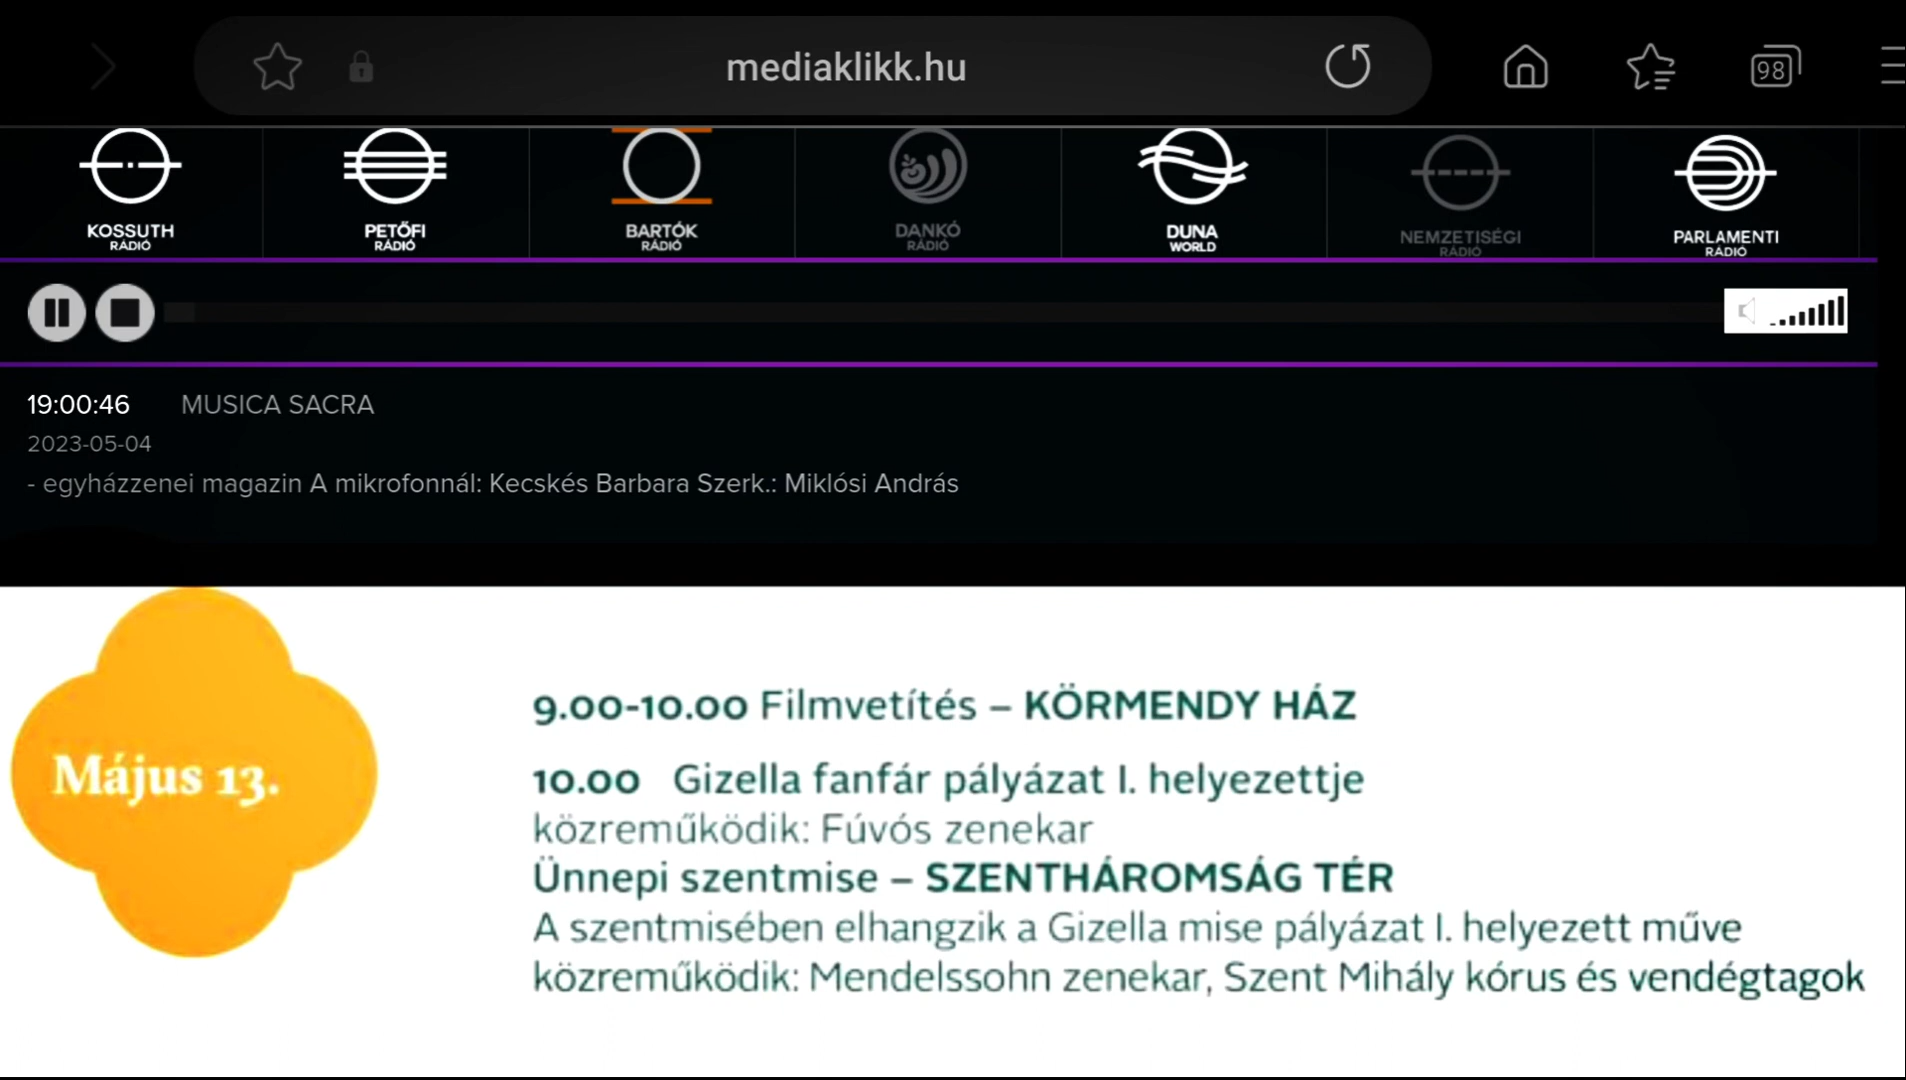 mediaklikk.hu
98
KOSSUTH
RÁDIÓ
PETŐFI
RÁDIÓ
BARTÓK
RÁDIÓ
DANKÓ
RÁDIÓ
DUNA
WORLD
NEMZETISÉGI
RÁDIÓ
PARLAMENTI
RÁDIÓ
19:00:46 MUSICA SACRA
2023-05-04
- egyházzenei magazin A mikrofonnál: Kecskés Barbara Szerk.: Miklósi András
Május 13.
9.00-10.00 Filmvetítés – KÖRMENDY HÁZ
10.00 Gizella fanfár pályázat I. helyezettje
közreműködik: Fúvós zenekar
Ünnepi szentmise – SZENTHÁROMSÁG TÉR
A szentmisében elhangzik a Gizella mise pályázat I. helyezett műve
közreműködik: Mendelssohn zenekar, Szent Mihály kórus és vendégtagok